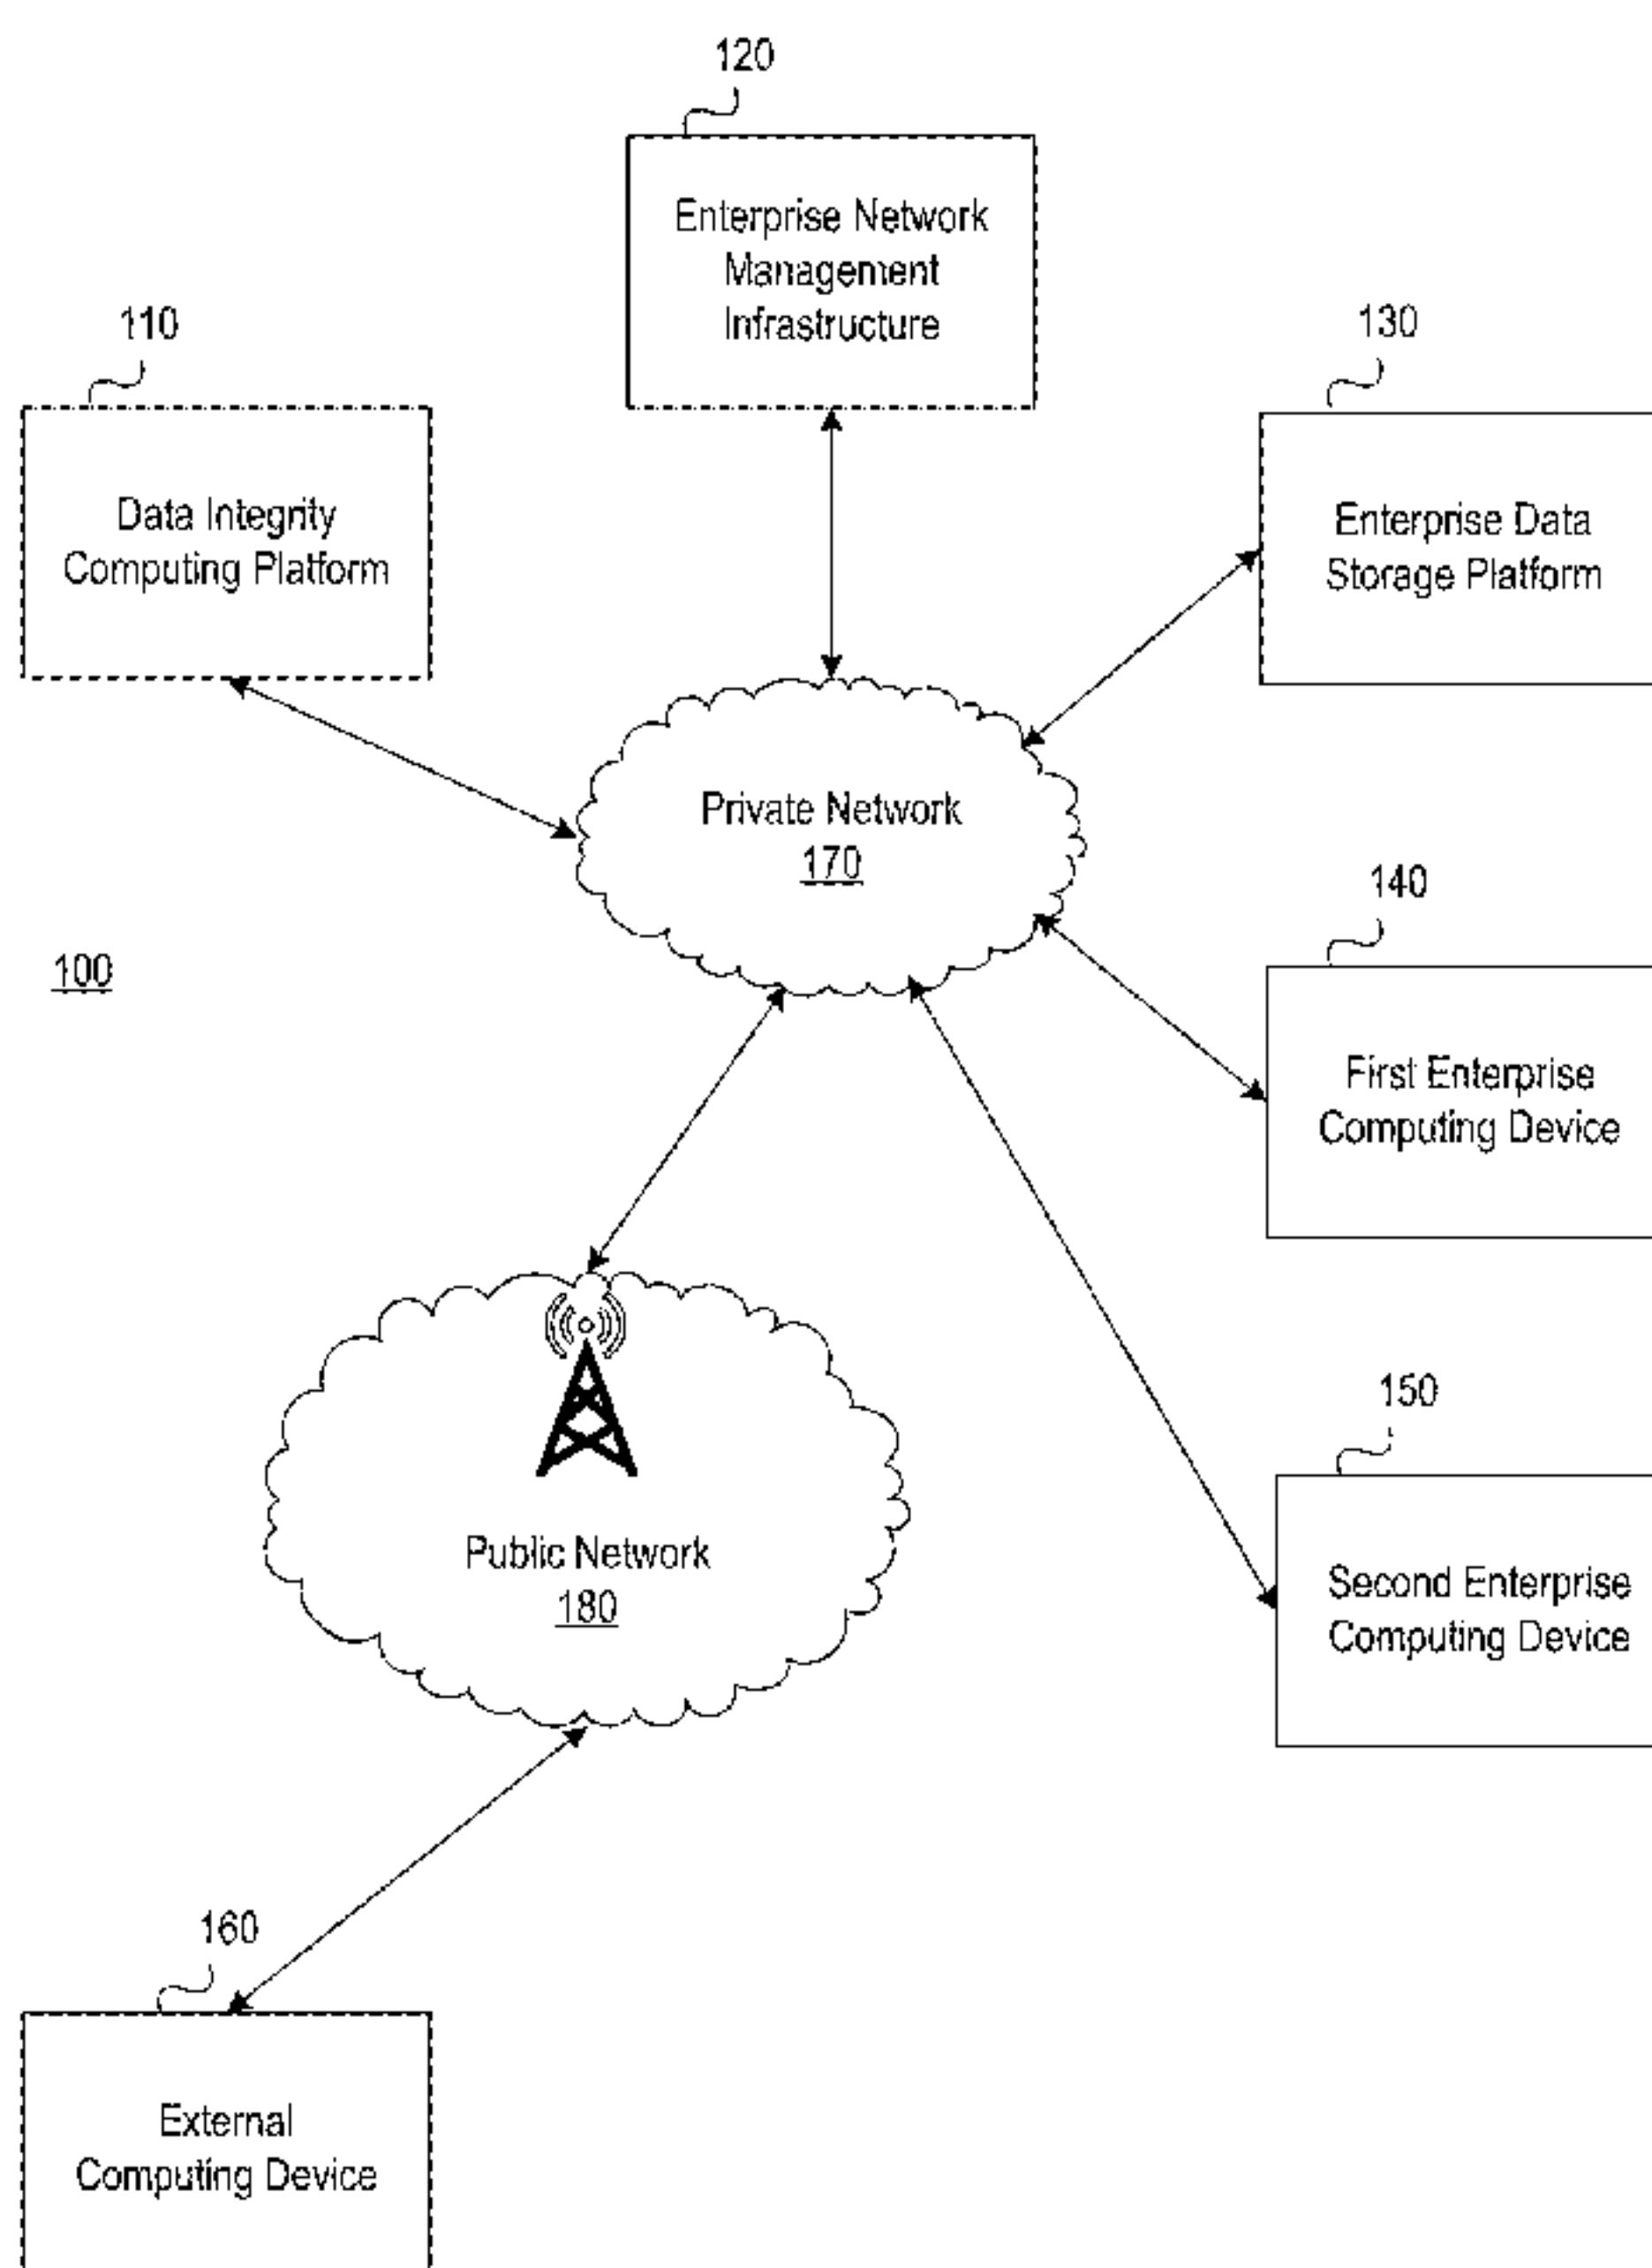 120
Enterprise Network
Management
Infrastructure
110
Data Integrity
Computing Platform
130
Enterprise Data
Storage Platform
Private Network
170
100
140
First Enterprise
Computing Device
Public Network
180
150
Second Enterprise
Computing Device
160
External
Computing Device